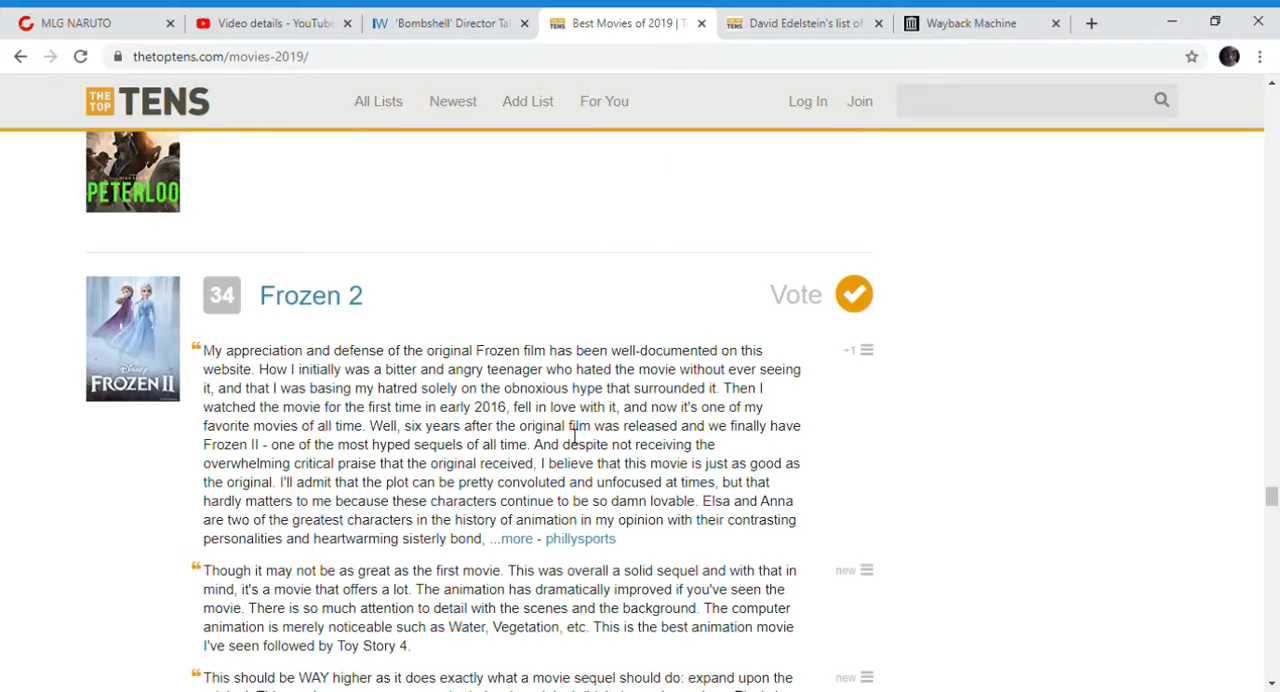 MLG NARUTO
Video details - YouTube
'Bombshell' Director Tal
Best Movies of 2019 | T
David Edelstein's list of
Wayback Machine
thetoptens.com/movies-2019/
THE TOP TENS
All Lists
Newest
Add List
For You
Log In
Join
PETERLOO
34
Frozen 2
Vote
DISNEY
FROZEN II
My appreciation and defense of the original Frozen film has been well-documented on this
+1
website. How I initially was a bitter and angry teenager who hated the movie without ever seeing
it, and that I was basing my hatred solely on the obnoxious hype that surrounded it. Then I
watched the movie for the first time in early 2016, fell in love with it, and now it's one of my
favorite movies of all time. Well, six years after the original film was released and we finally have
Frozen II - one of the most hyped sequels of all time. And despite not receiving the
overwhelming critical praise that the original received, I believe that this movie is just as good as
the original. I'll admit that the plot can be pretty convoluted and unfocused at times, but that
hardly matters to me because these characters continue to be so damn lovable. Elsa and Anna
are two of the greatest characters in the history of animation in my opinion with their contrasting
personalities and heartwarming sisterly bond, ...more - phillysports
Though it may not be as great as the first movie. This was overall a solid sequel and with that in
new
mind, it's a movie that offers a lot. The animation has dramatically improved if you've seen the
movie. There is so much attention to detail with the scenes and the background. The computer
animation is merely noticeable such as Water, Vegetation, etc. This is the best animation movie
I've seen followed by Toy Story 4.
This should be WAY higher as it does exactly what a movie sequel should do: expand upon the
new